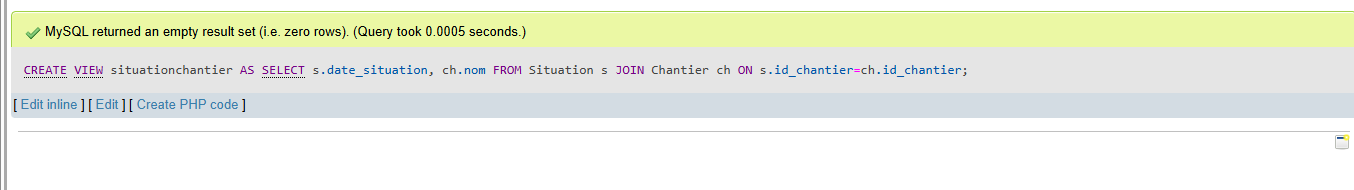 MySQL returned an empty result set (i.e. zero rows). (Query took 0.0005 seconds.)
CREATE VIEW situationchantier AS SELECT s.date_situation, ch.nom FROM Situation s JOIN Chantier ch ON s.id_chantier=ch.id_chantier;
[ Edit inline ] [ Edit ] [ Create PHP code ]